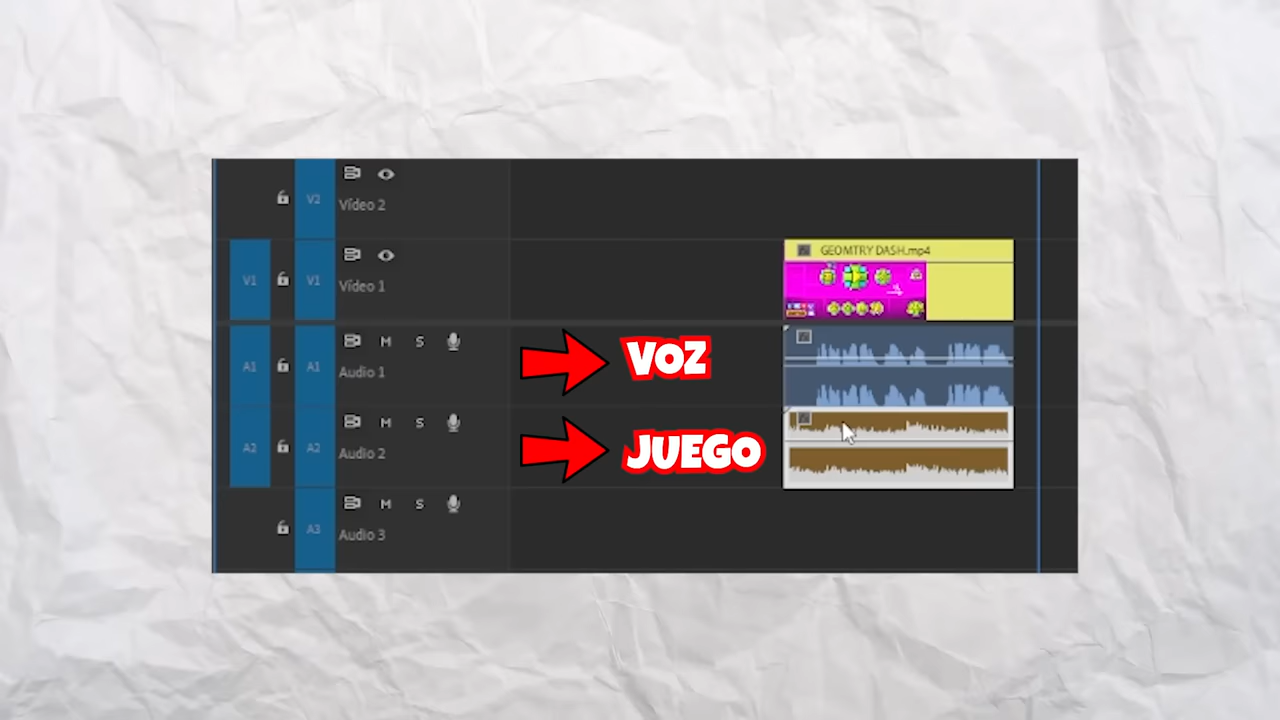 V2
Vídeo 2
GEOMTRY DASH.mp4
V1 V1
Vídeo 1
M S
A1 A1
Audio 1
VOZ
M S
A2 A2
Audio 2
JUEGO
M S
A3
Audio 3